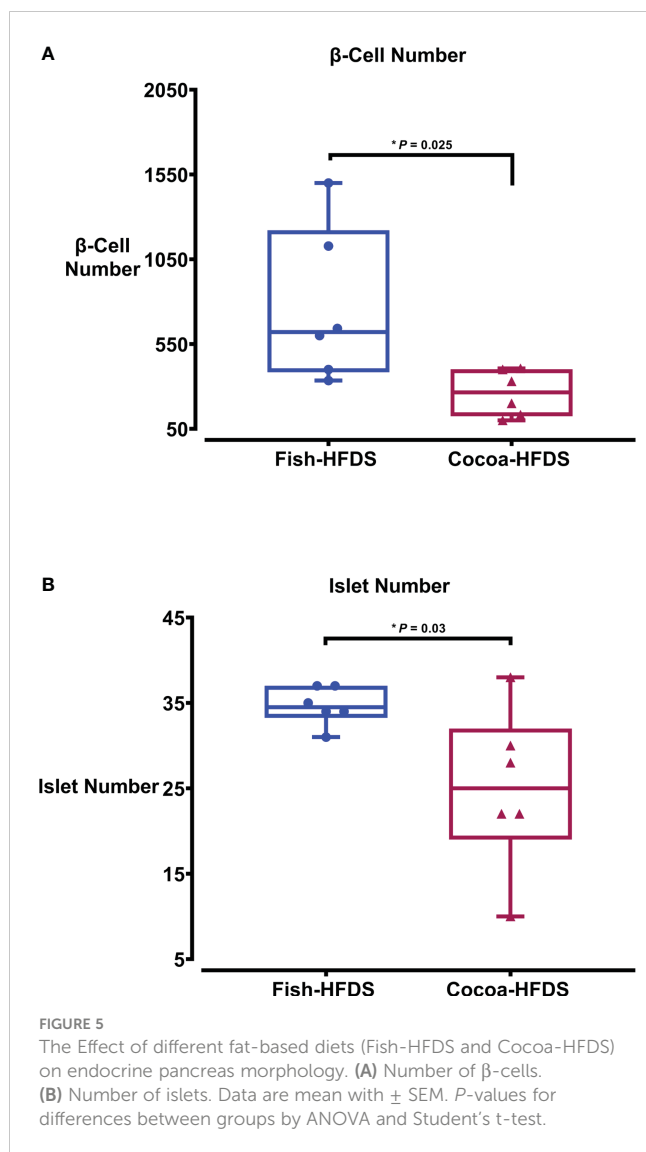 A
β-Cell Number
2050
* P = 0.025
1550
β-Cell
Number
1050
550
50
Fish-HFDS
Cocoa-HFDS
B
Islet Number
45
* P = 0.03
35
Islet Number
25
15
5
Fish-HFDS
Cocoa-HFDS
FIGURE 5
The Effect of different fat-based diets (Fish-HFDS and Cocoa-HFDS)
on endocrine pancreas morphology. (A) Number of β-cells.
(B) Number of islets. Data are mean with ± SEM. P-values for
differences between groups by ANOVA and Student’s t-test.